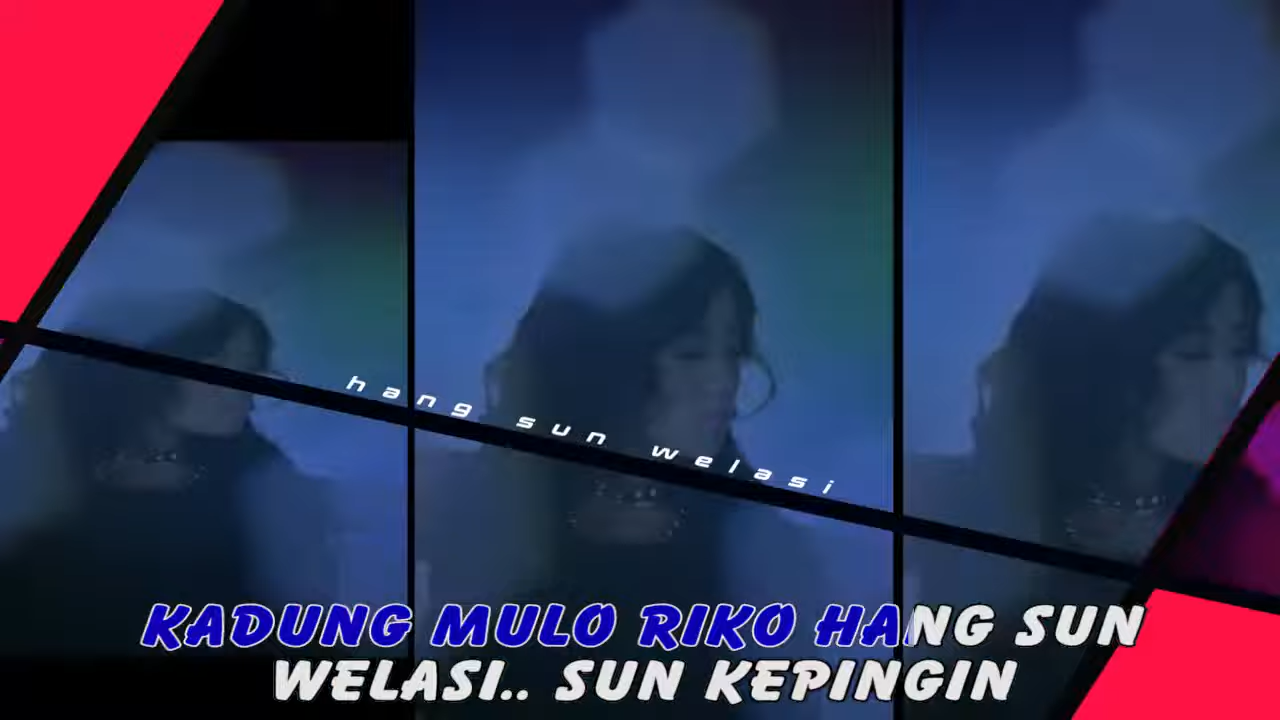 hang sun welasi
KADUNG MULO RIKO HANG SUN
WELASI.. SUN KEPINGIN